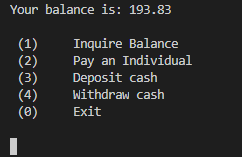 Your balance is: 193.83
(1) Inquire Balance
(2) Pay an Individual
(3) Deposit cash
(4) Withdraw cash
(0) Exit